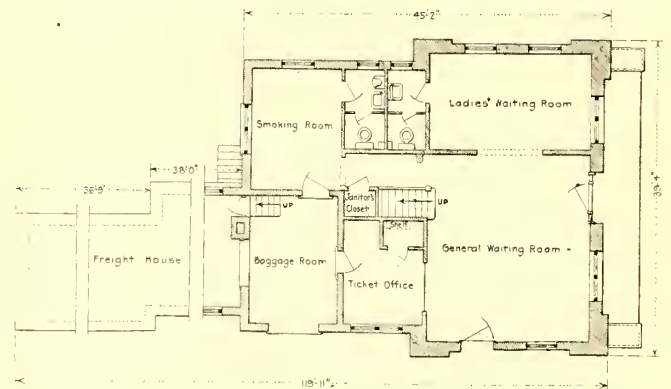 45'-2"
Smoking Room
Ladies' Waiting Room
38'-0"
36'-9"
39'-4"
UP
Janitor's
Closet
UP
Shelf
Freight House
Baggage Room
General Waiting Room
Ticket Office
119'-11"